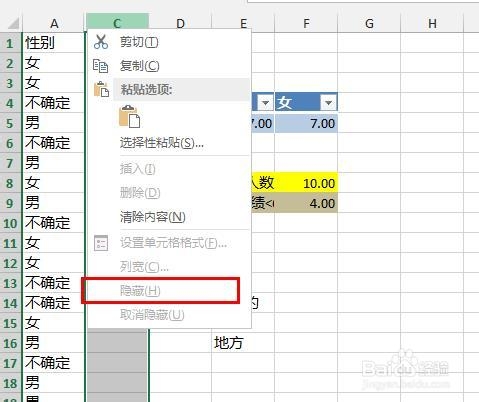 A C D E F G H
1 性别
2 女
3 女
4 不确定 女
5 男 7.00 7.00
6 不确定
7 男
8 女 人数 10.00
9 男 绩<( 4.00
10 不确定
11 女
12 女
13 不确定
14 不确定 的
15 女
16 男 地方
17 不确定
18 男
剪切(T)
复制(C)
粘贴选项:
选择性粘贴(S)...
插入(I)
删除(D)
清除内容(N)
设置单元格格式(F)...
列宽(C)...
隐藏(H)
取消隐藏(U)
Baidu 经验
jingyan.baidu.com